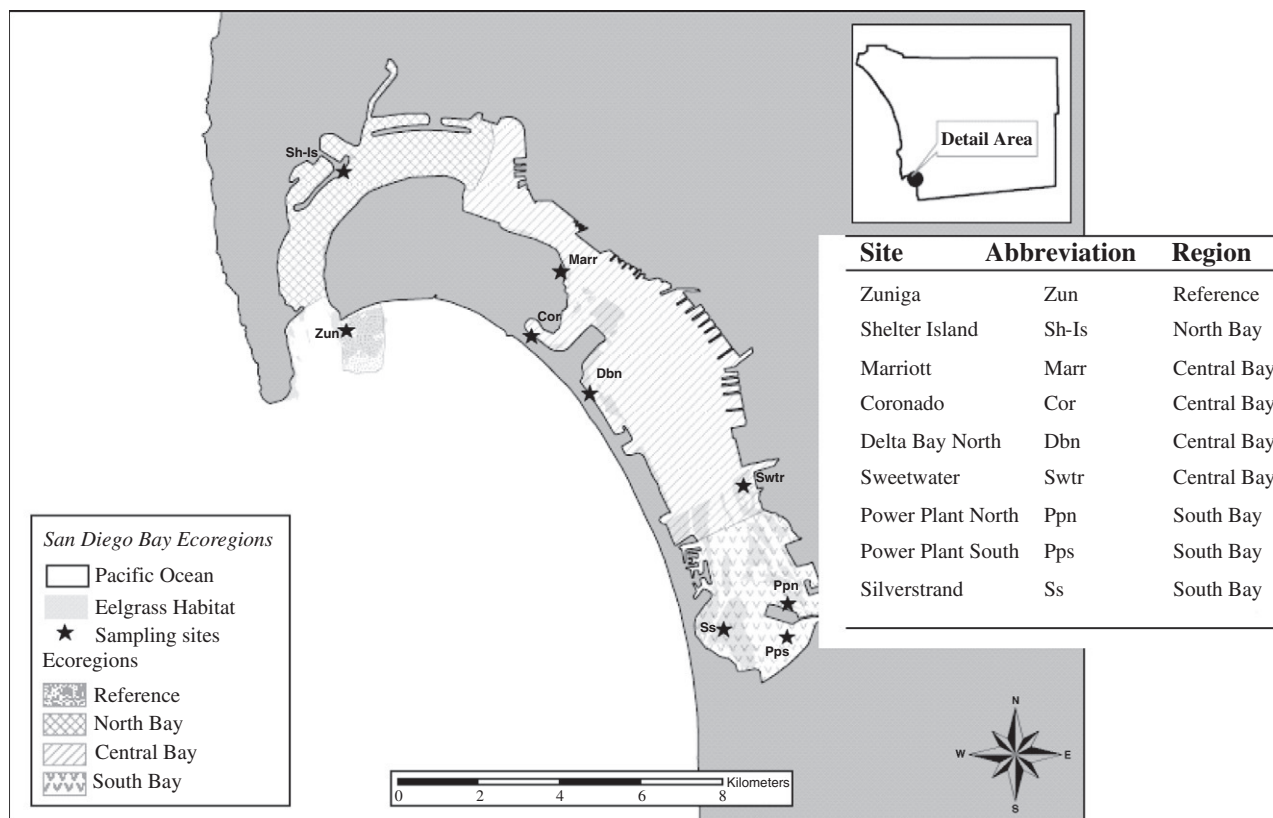 Sh-Is
Marr
Cor
Zun
Dbn
Swtr
Ppn
Ss
Pps
Detail Area
Site Abbreviation Region
Zuniga Zun Reference
Shelter Island Sh-Is North Bay
Marriott Marr Central Bay
Coronado Cor Central Bay
Delta Bay North Dbn Central Bay
Sweetwater Swtr Central Bay
Power Plant North Ppn South Bay
Power Plant South Pps South Bay
Silverstrand Ss South Bay
San Diego Bay Ecoregions
Pacific Ocean
Eelgrass Habitat
Sampling sites
Ecoregions
Reference
North Bay
Central Bay
South Bay
Kilometers
0 2 4 6 8
N
W E
S